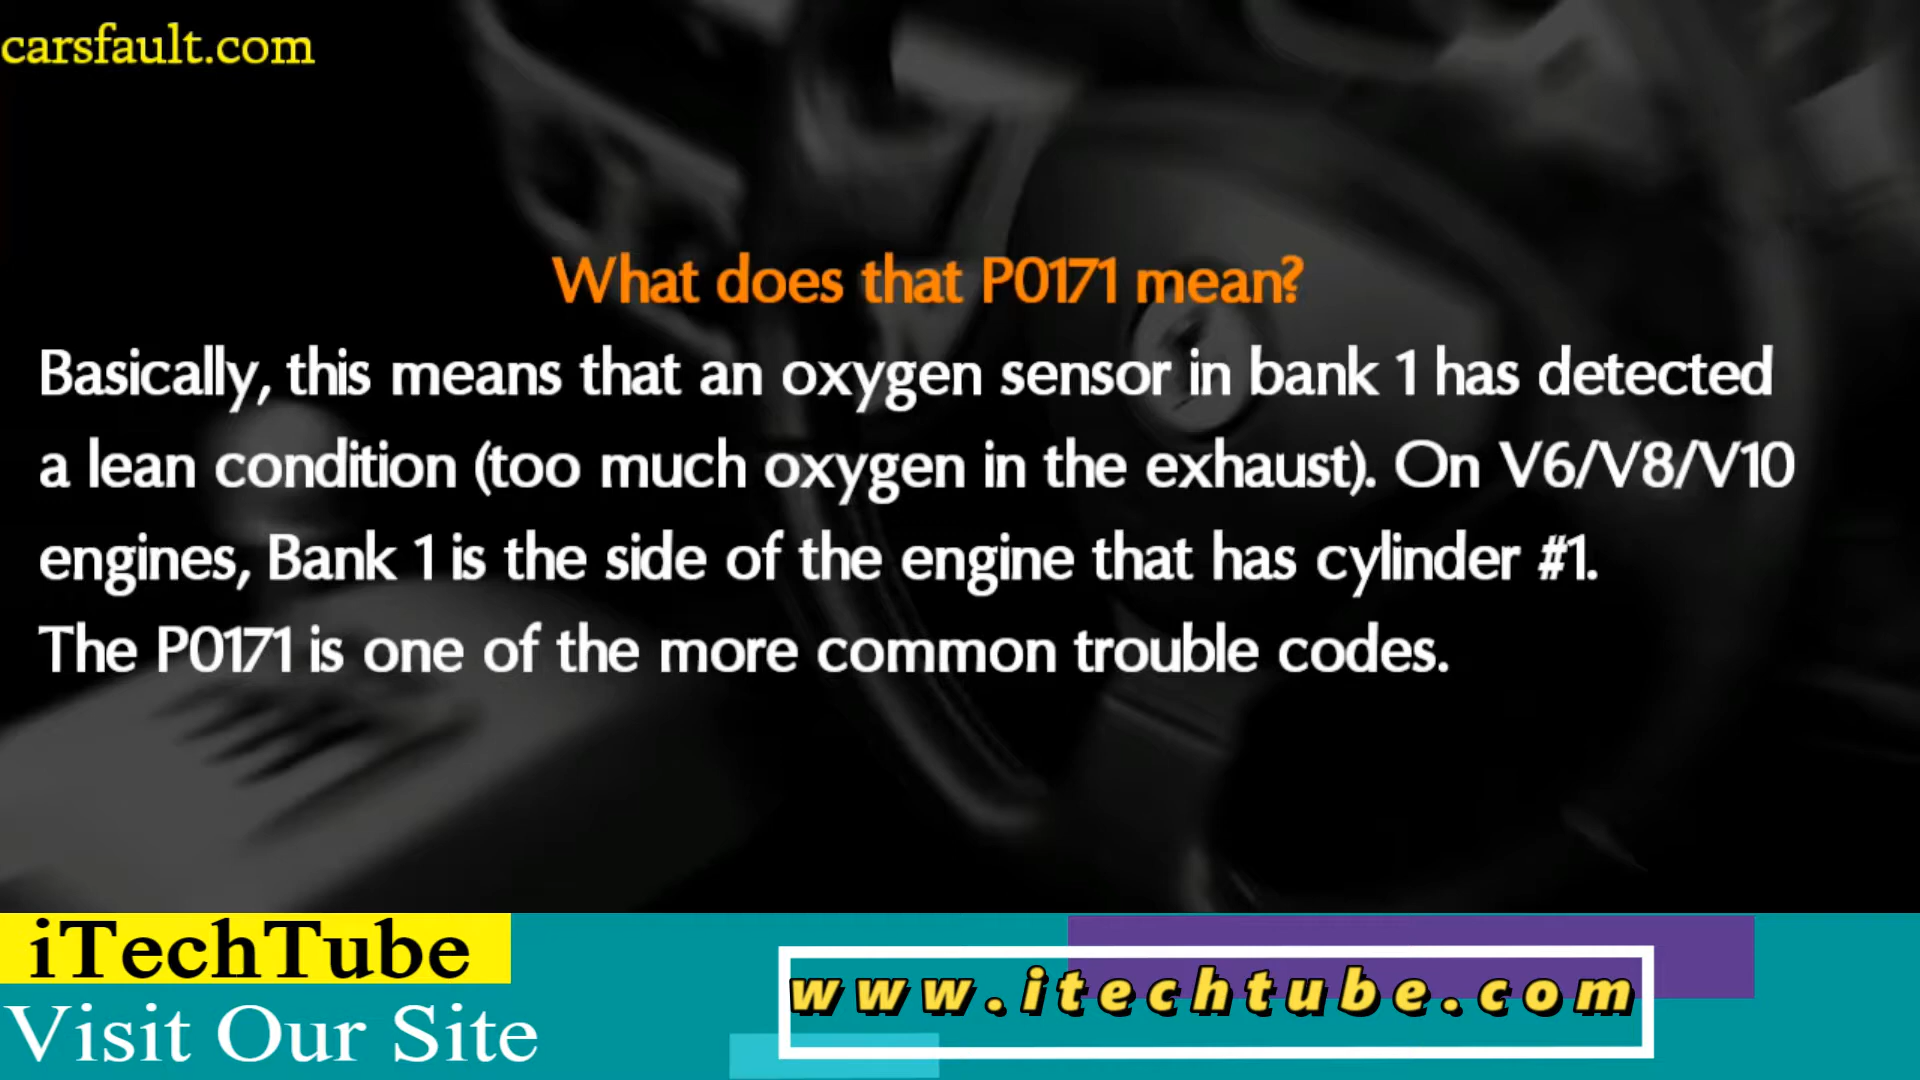 carsfault.com
What does that P0171 mean?
Basically, this means that an oxygen sensor in bank 1 has detected
a lean condition (too much oxygen in the exhaust). On V6/V8/V10
engines, Bank 1 is the side of the engine that has cylinder #1.
The P0171 is one of the more common trouble codes.
iTechTube
Visit Our Site
www.itechtube.com